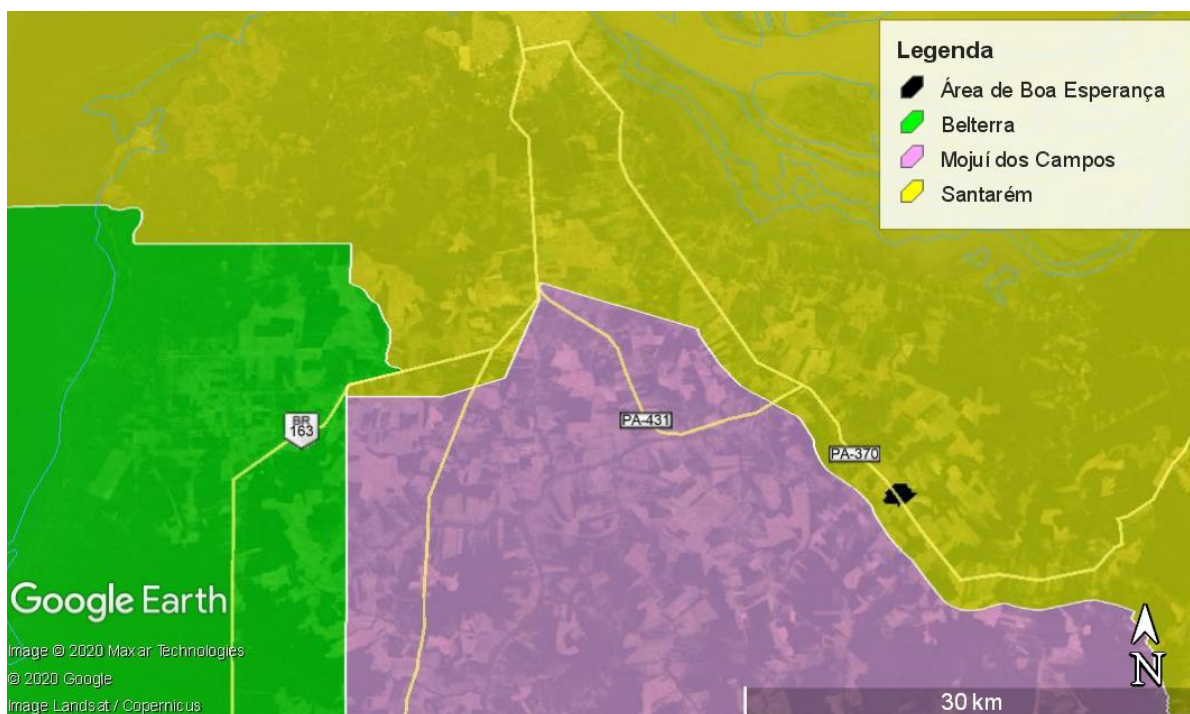 Legenda
Área de Boa Esperança
Belterra
Mojuí dos Campos
Santarém
BR
163
PA-431
PA-370
Google Earth
Image © 2020 Maxar Technologies
© 2020 Google
Image Landsat / Copernicus
N
30 km